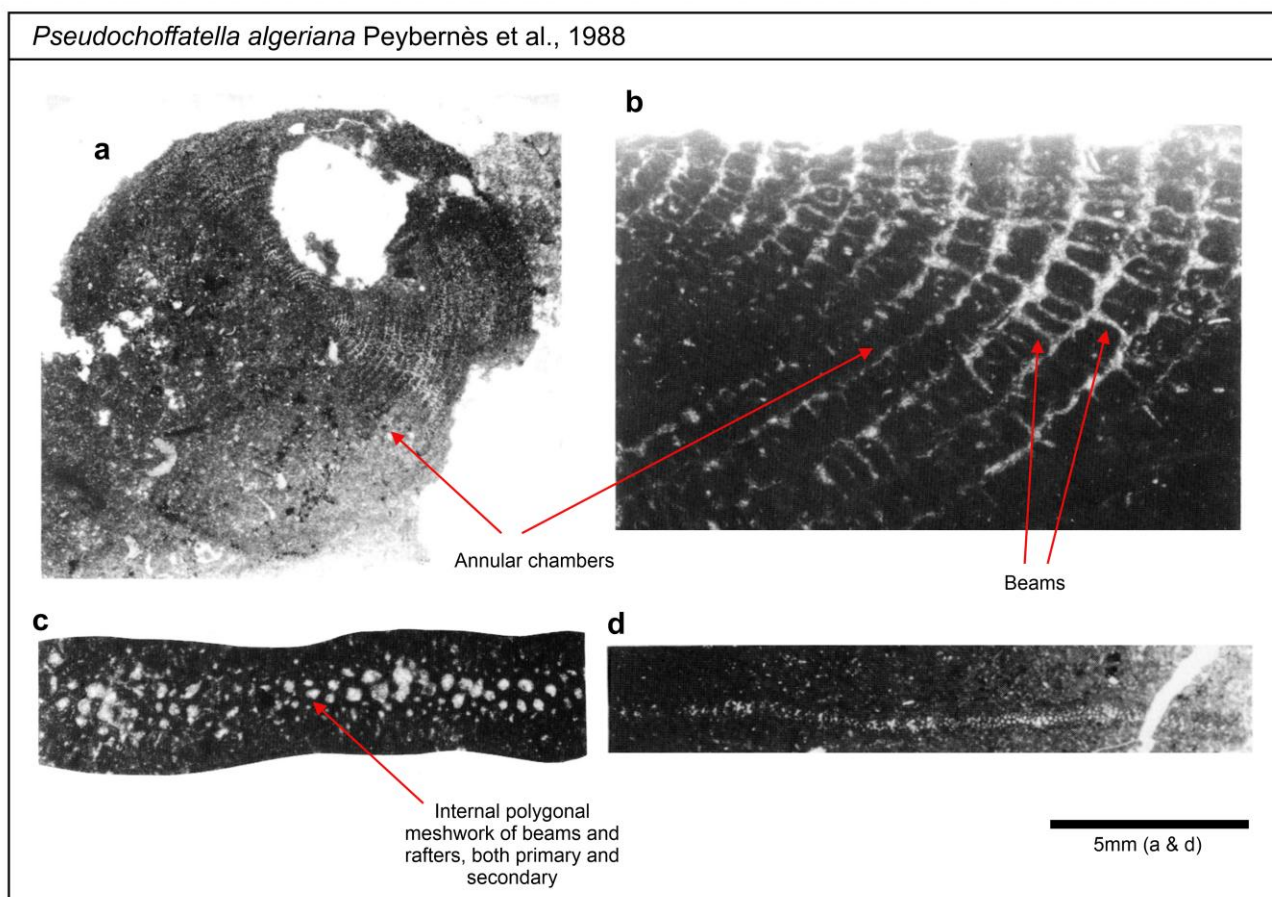 Pseudochoffatella algeriana Peybernès et al., 1988
a
b
Annular chambers
Beams
c
d
Internal polygonal
meshwork of beams and
rafters, both primary and
secondary
5mm (a & d)